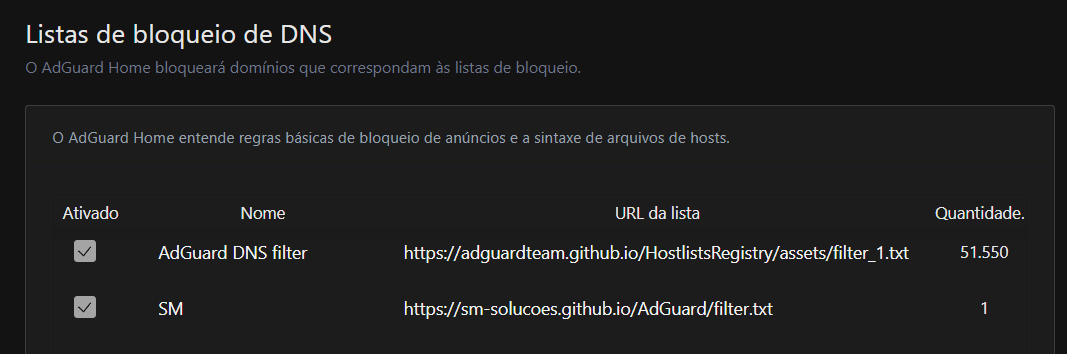 Listas de bloqueio de DNS
O AdGuard Home bloqueará domínios que correspondam às listas de bloqueio.
O AdGuard Home entende regras básicas de bloqueio de anúncios e a sintaxe de arquivos de hosts.
Ativado Nome URL da lista Quantidade.
AdGuard DNS filter https://adguardteam.github.io/HostlistsRegistry/assets/filter_1.txt 51.550
SM https://sm-solucoes.github.io/AdGuard/filter.txt 1